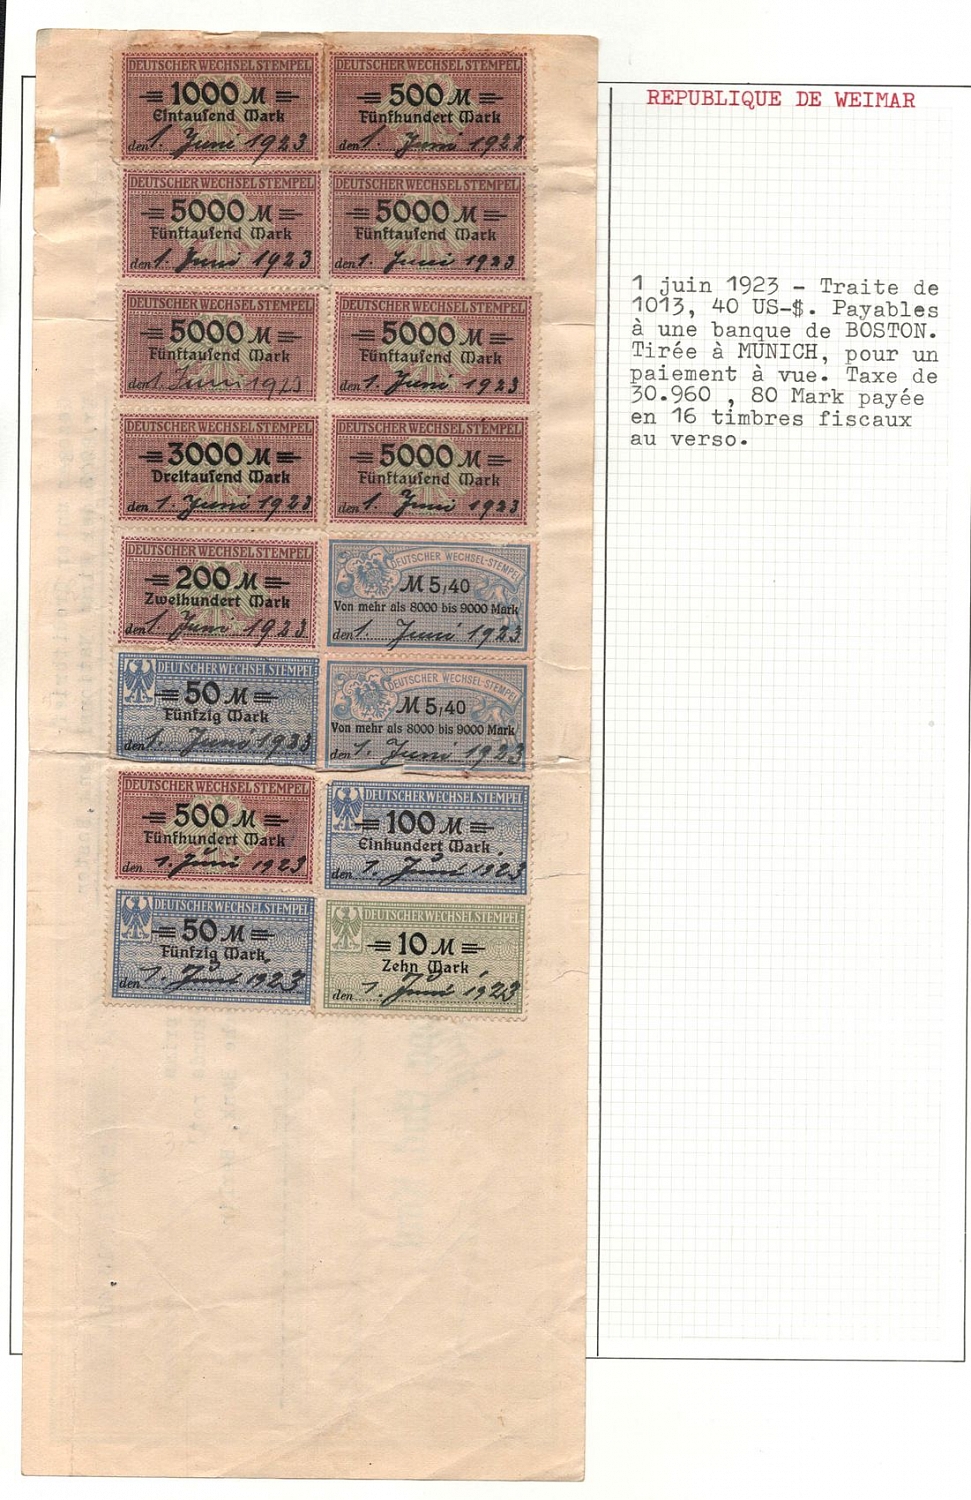 DEUTSCHER WECHSELSTEMPEL
1000 M
Eintausend Mark
den 1. Juni 1923
DEUTSCHER WECHSELSTEMPEL
500 M
Fünfhundert Mark
den 1. Juni 1923
DEUTSCHER WECHSELSTEMPEL
5000 M
Fünftausend Mark
den 1. Juni 1923
DEUTSCHER WECHSELSTEMPEL
5000 M
Fünftausend Mark
den 1. Juni 1923
DEUTSCHER WECHSELSTEMPEL
5000 M
Fünftausend Mark
den 1. Juni 1923
DEUTSCHER WECHSELSTEMPEL
5000 M
Fünftausend Mark
den 1. Juni 1923
DEUTSCHER WECHSELSTEMPEL
3000 M
Dreitausend Mark
den 1. Juni 1923
DEUTSCHER WECHSELSTEMPEL
5000 M
Fünftausend Mark
den 1. Juni 1923
DEUTSCHER WECHSELSTEMPEL
200 M
Zweihundert Mark
den 1. Juni 1923
DEUTSCHER WECHSEL-STEMPEL
M 5,40
Von mehr als 8000 bis 9000 Mark
den 1. Juni 1923
DEUTSCHER WECHSELSTEMPEL
50 M
Fünfzig Mark
den 1. Juni 1923
DEUTSCHER WECHSEL-STEMPEL
M 5,40
Von mehr als 8000 bis 9000 Mark
den 1. Juni 1923
DEUTSCHER WECHSELSTEMPEL
500 M
Fünfhundert Mark
den 1. Juni 1923
DEUTSCHER WECHSELSTEMPEL
100 M
Einhundert Mark
den 1. Juni 1923
DEUTSCHER WECHSELSTEMPEL
50 M
Fünfzig Mark
den 1. Juni 1923
DEUTSCHER WECHSELSTEMPEL
10 M
Zehn Mark
den 1. Juni 1923
REPUBLIQUE DE WEIMAR
1 juin 1923 - Traite de
1013, 40 US-$. Payables
à une banque de BOSTON.
Tirée à MÜNICH, pour un
paiement à vue. Taxe de
30.960 , 80 Mark payée
en 16 timbres fiscaux
au verso.